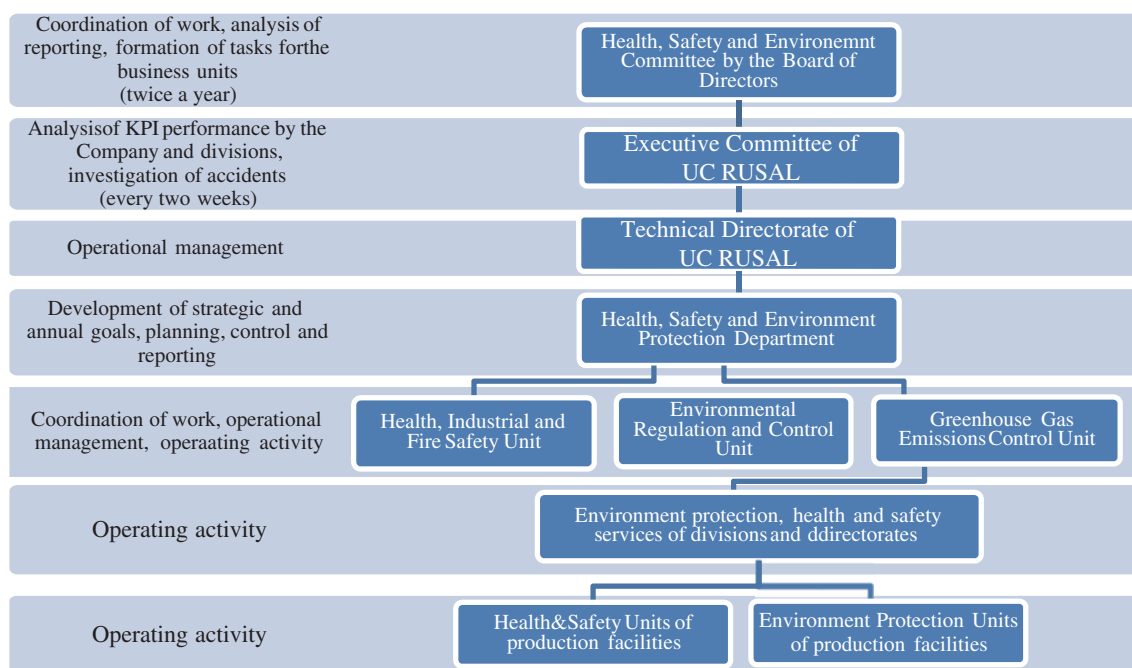 Coordination of work, analysis of
reporting, formation of tasks forthe
business units
(twice a year)
Health, Safety and Environemnt
Committee by the Board of
Directors
Analysisof KPI performance by the
Company and divisions,
investigation of accidents
(every two weeks)
Executive Committee of
UC RUSAL
Operational management
Technical Directorate of
UC RUSAL
Development of strategic and
annual goals, planning, control and
reporting
Health, Safety and Environment
Protection Department
Coordination of work, operational
management, operaating activity
Health, Industrial and
Fire Safety Unit
Environmental
Regulation and Control
Unit
Greenhouse Gas
Emissions Control Unit
Operating activity
Environment protection, health and safety
services of divisions and ddirectorates
Operating activity
Health&Safety Units of
production facilities
Environment Protection Units
of production facilities